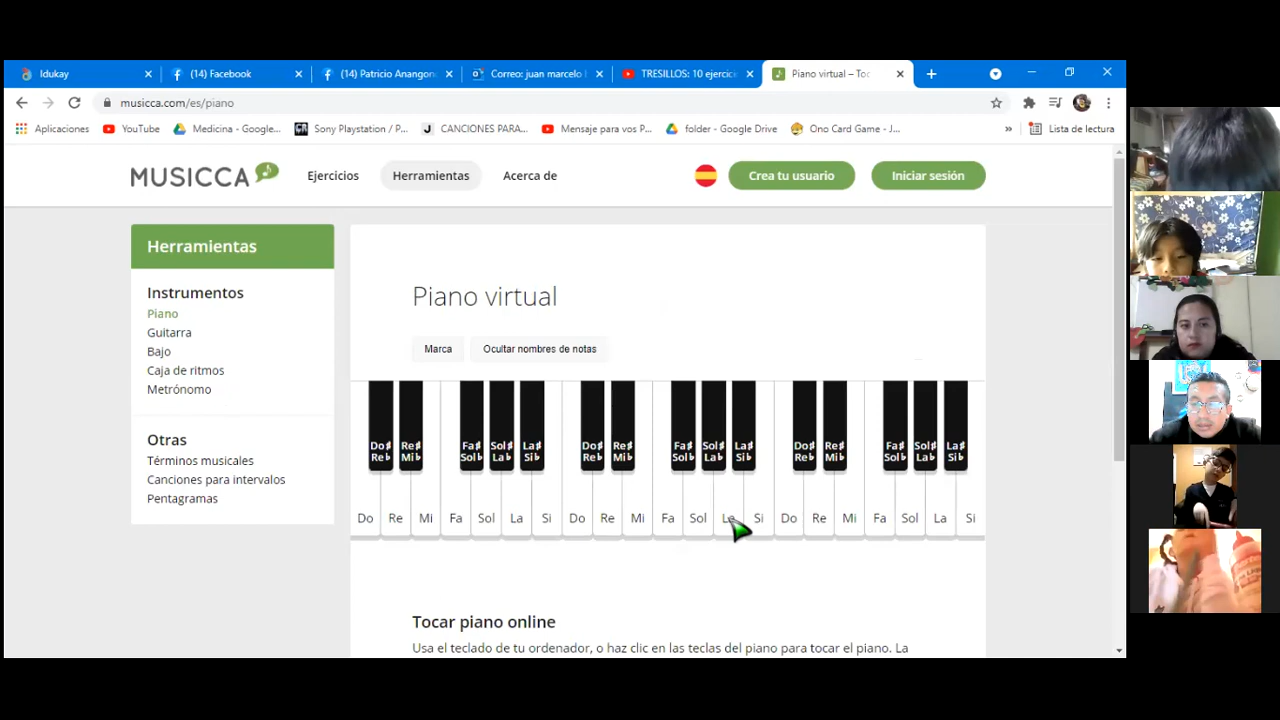 Idukay
(14) Facebook
(14) Patricio Anangon
Correo: juan marcelo
TRESILLOS: 10 ejercic
Piano virtual – Toc
musicca.com/es/piano
Aplicaciones
YouTube
Medicina - Google...
Sony Playstation / P...
CANCIONES PARA...
Mensaje para vos P...
folder - Google Drive
Ono Card Game - J...
»
Lista de lectura
MUSICCA
Ejercicios
Herramientas
Acerca de
Crea tu usuario
Iniciar sesión
Herramientas
Instrumentos
Piano
Guitarra
Bajo
Caja de ritmos
Metrónomo
Otras
Términos musicales
Canciones para intervalos
Pentagramas
Piano virtual
Marca
Ocultar nombres de notas
Do♯ Re♯ Fa♯ Sol♯ La♯ Do♯ Re♯ Fa♯ Sol♯ La♯ Do♯ Re♯ Fa♯ Sol♯ La♯
Re♭ Mi♭ Sol♭ La♭ Si♭ Re♭ Mi♭ Sol♭ La♭ Si♭ Re♭ Mi♭ Sol♭ La♭ Si♭
Do Re Mi Fa Sol La Si Do Re Mi Fa Sol La Si Do Re Mi Fa Sol La Si
Tocar piano online
Usa el teclado de tu ordenador, o haz clic en las teclas del piano para tocar el piano. La